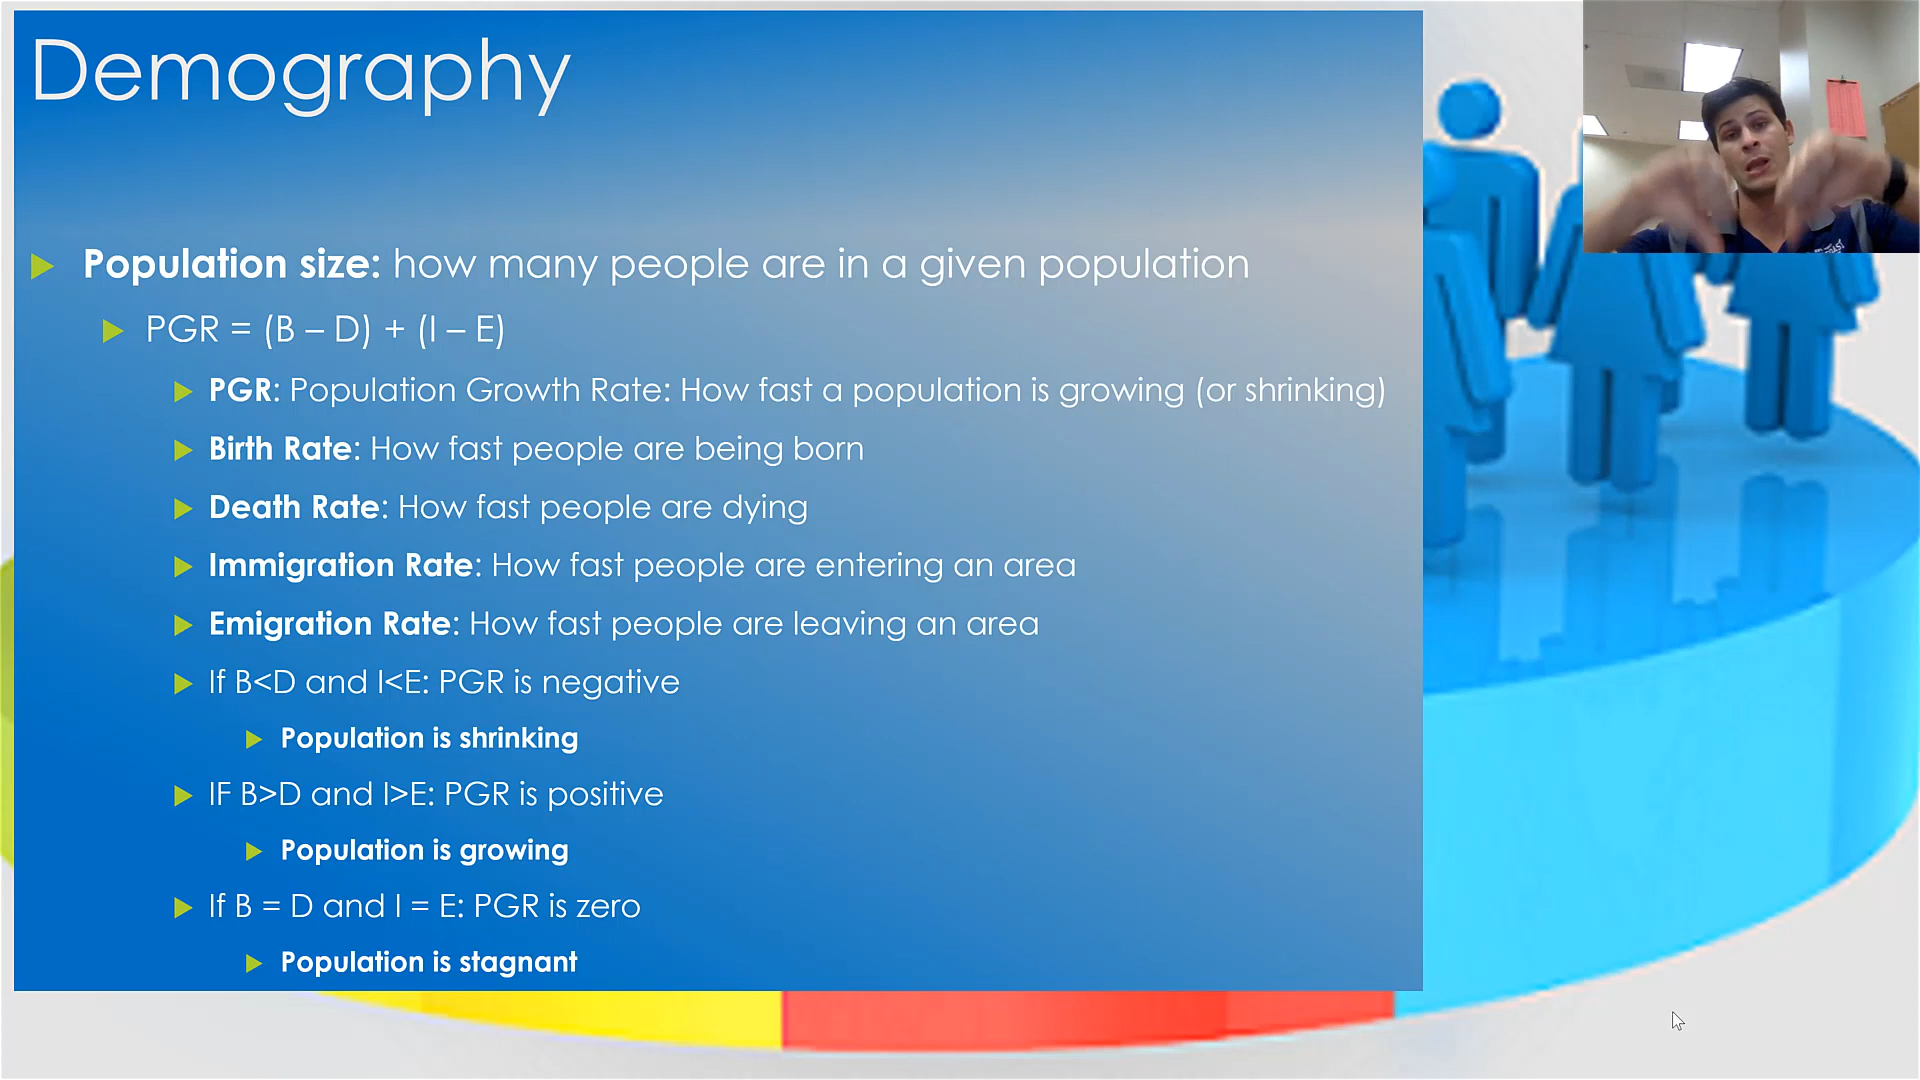 Demography
Population size: how many people are in a given population
PGR = (B – D) + (I – E)
PGR: Population Growth Rate: How fast a population is growing (or shrinking)
Birth Rate: How fast people are being born
Death Rate: How fast people are dying
Immigration Rate: How fast people are entering an area
Emigration Rate: How fast people are leaving an area
If B<D and I<E: PGR is negative
Population is shrinking
IF B>D and I>E: PGR is positive
Population is growing
If B = D and I = E: PGR is zero
Population is stagnant